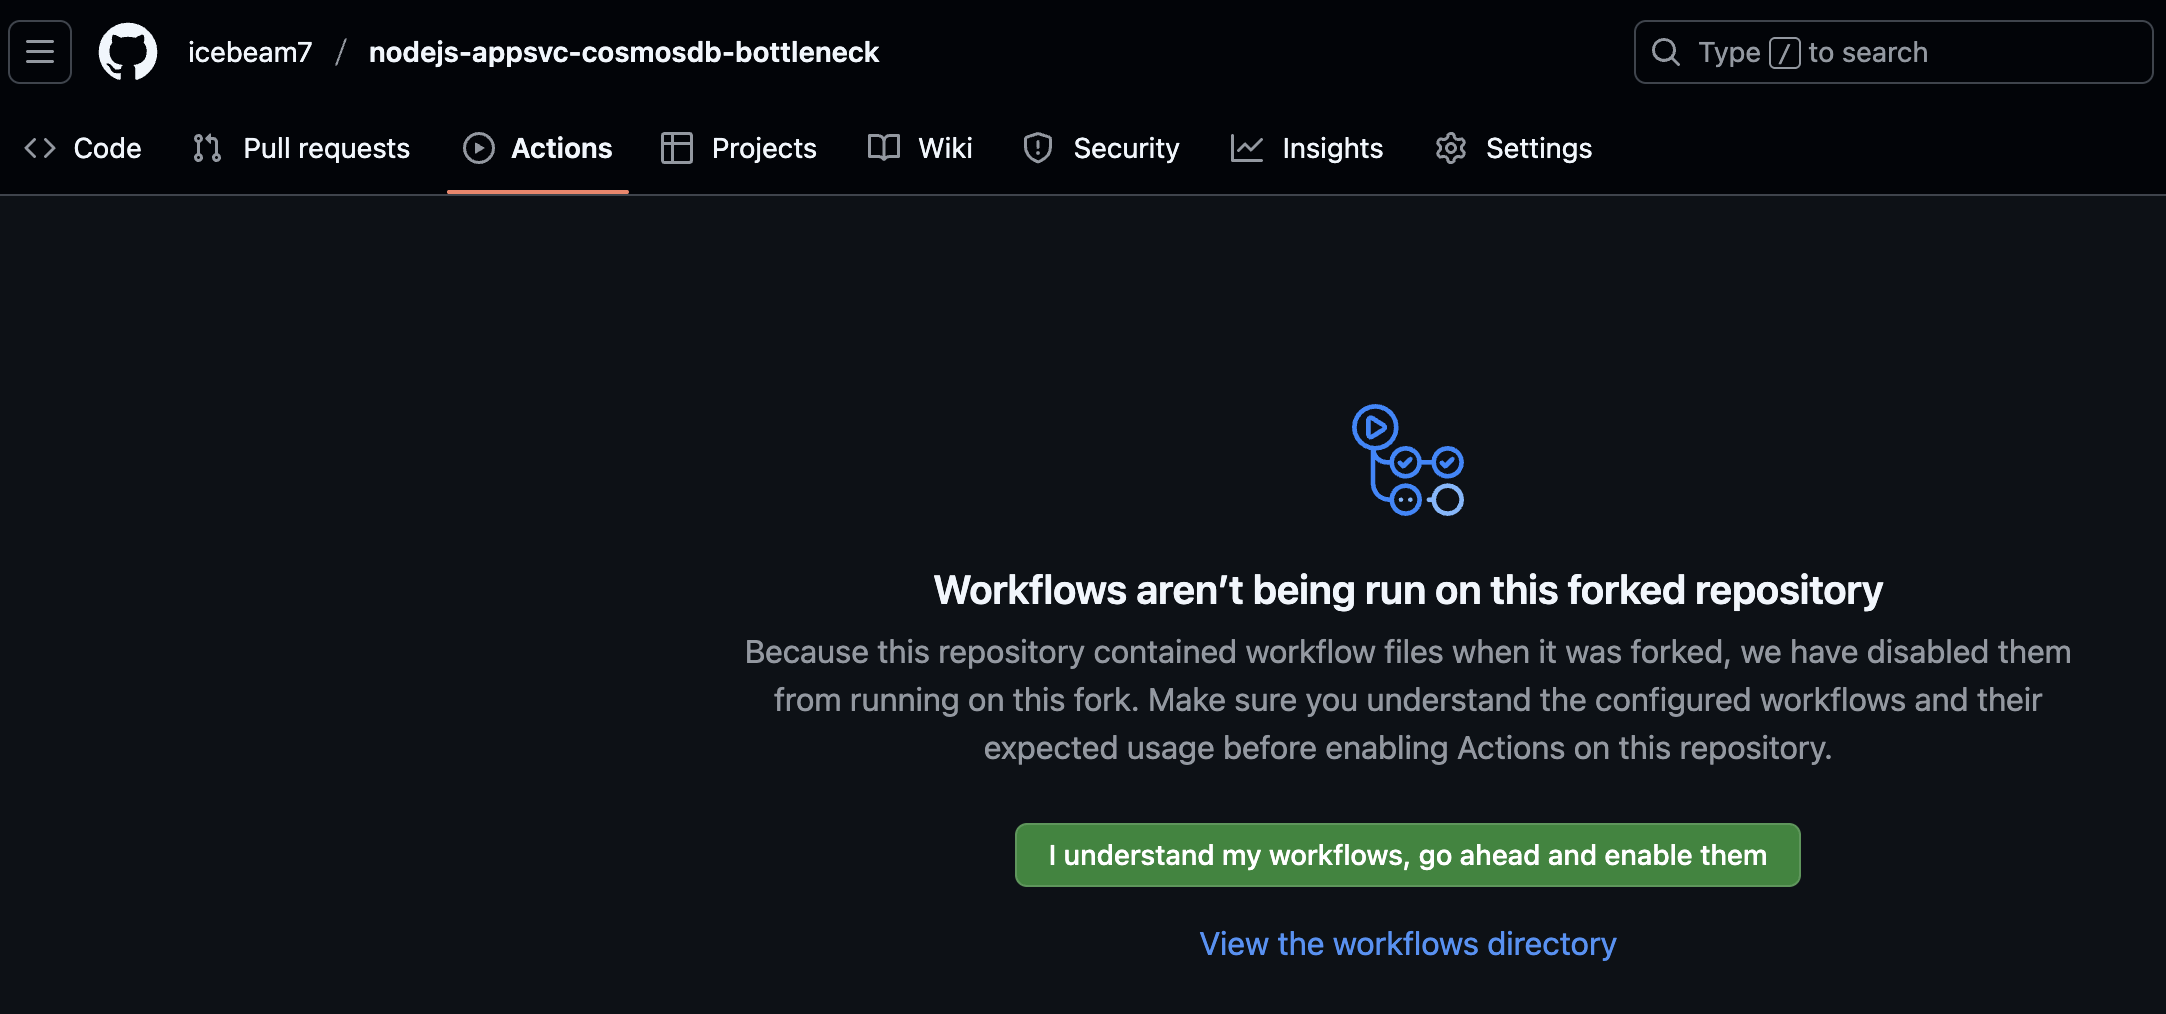 icebeam7 / nodejs-appsvc-cosmosdb-bottleneck
Type / to search
Code Pull requests Actions Projects Wiki Security Insights Settings
Workflows aren’t being run on this forked repository
Because this repository contained workflow files when it was forked, we have disabled them
from running on this fork. Make sure you understand the configured workflows and their
expected usage before enabling Actions on this repository.
I understand my workflows, go ahead and enable them
View the workflows directory